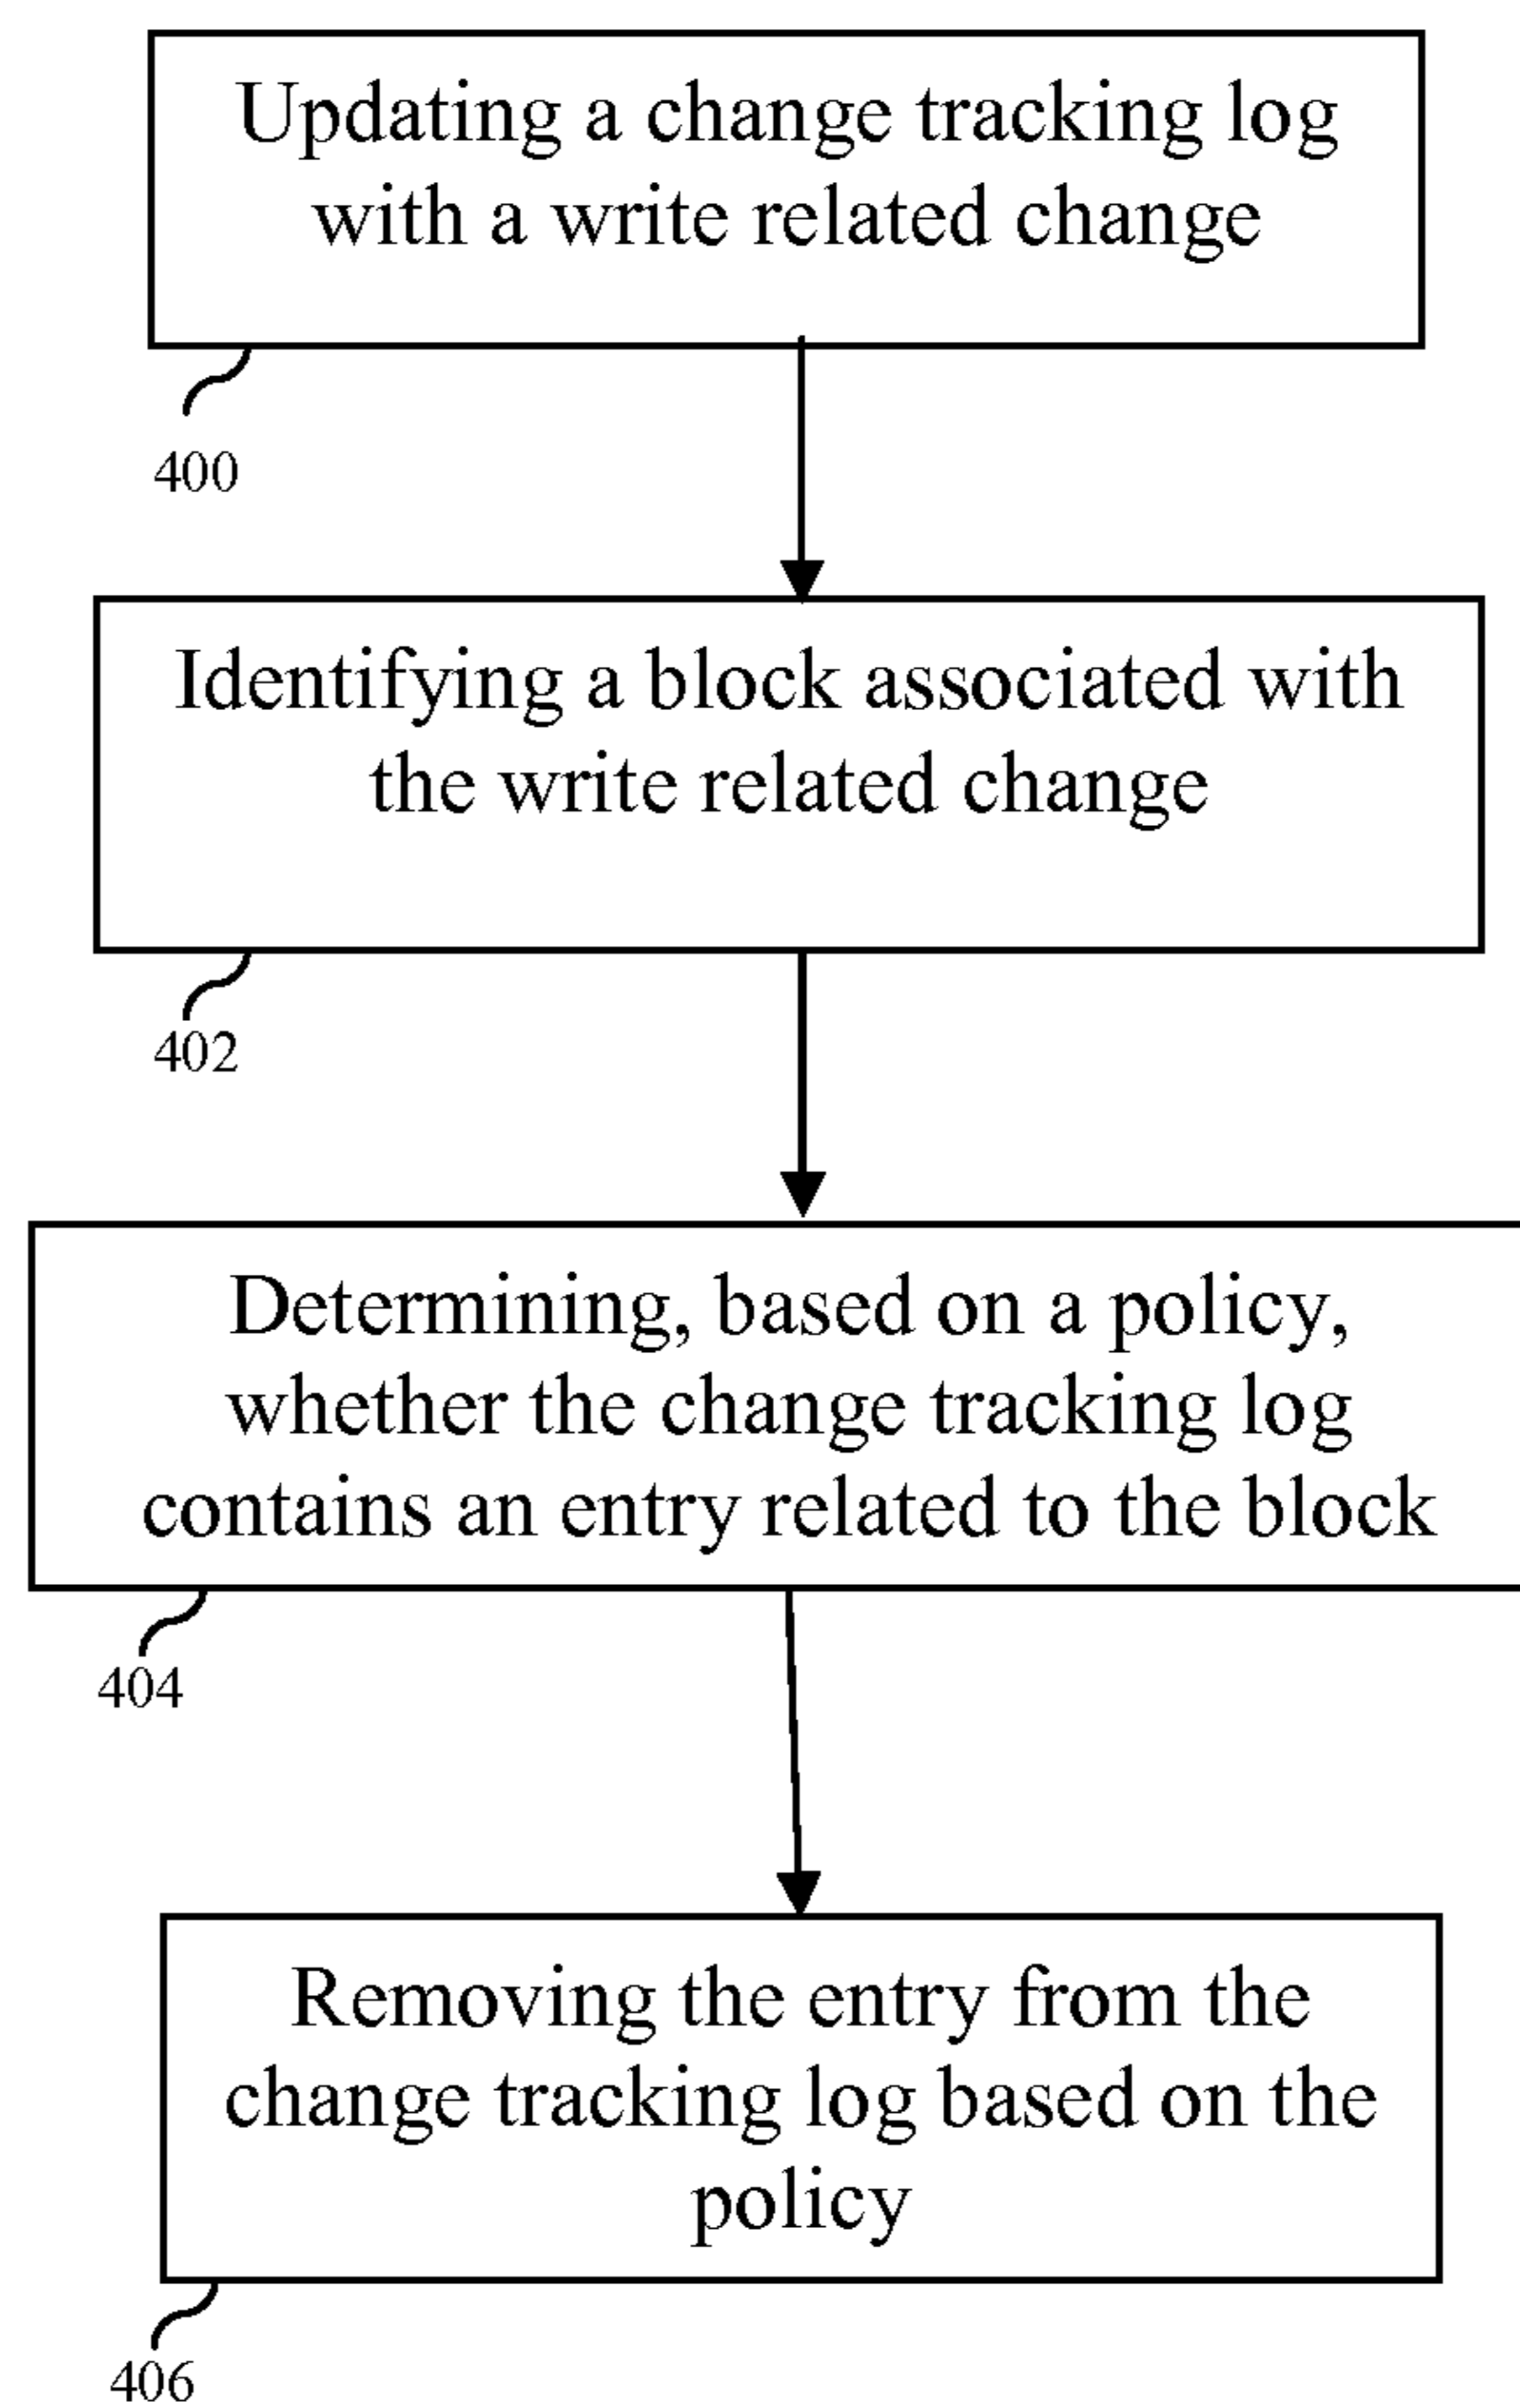 Updating a change tracking log
with a write related change
400
Identifying a block associated with
the write related change
402
Determining, based on a policy,
whether the change tracking log
contains an entry related to the block
404
Removing the entry from the
change tracking log based on the
policy
406